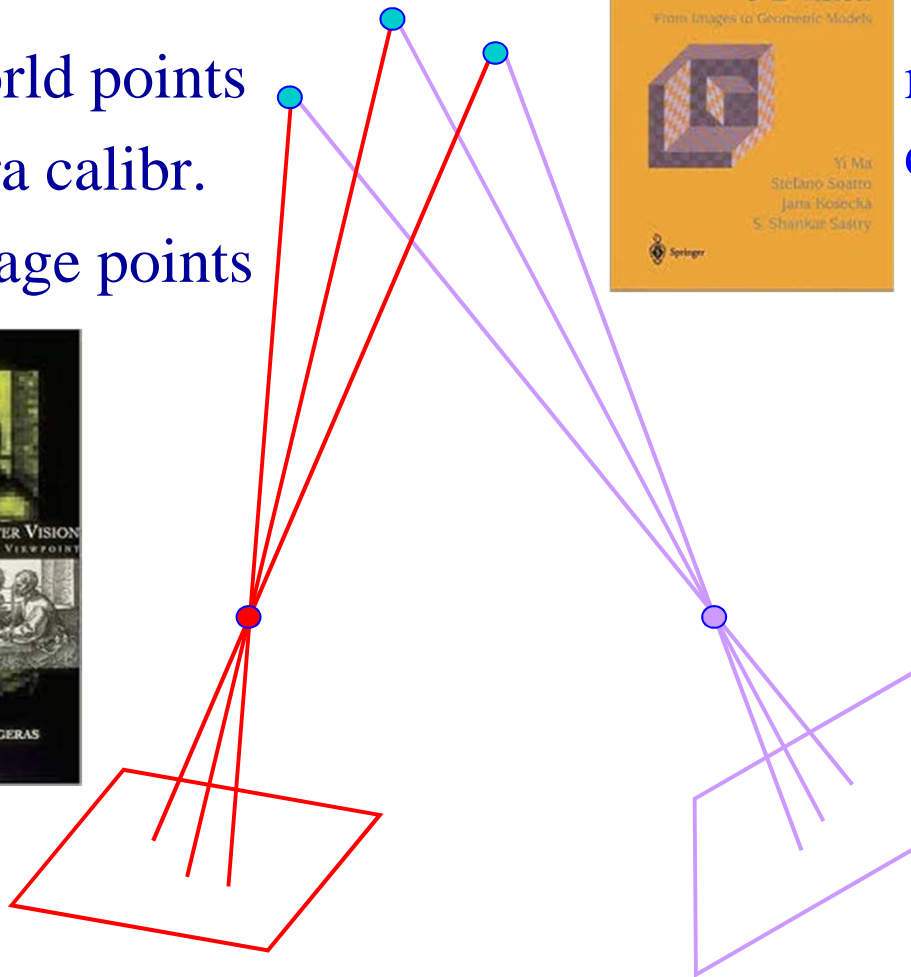 rld points
a calibr.
age points
From Images to Geometric Models
Yi Ma
Stefano Soatto
Jana Kosecka
S. Shankar Sastry
Springer
ER VISION
VIEWPOINT
GERAS